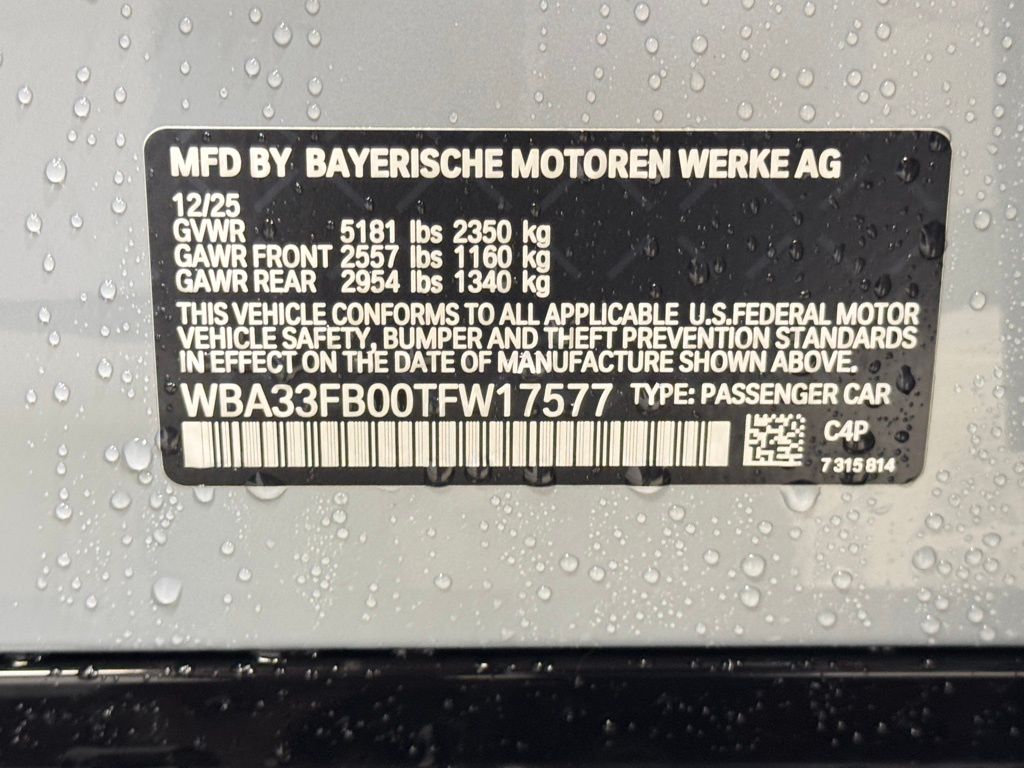 MFD BY BAYERISCHE MOTOREN WERKE AG
12/25
GVWR 5181 lbs 2350 kg
GAWR FRONT 2557 lbs 1160 kg
GAWR REAR 2954 lbs 1340 kg
THIS VEHICLE CONFORMS TO ALL APPLICABLE U.S.FEDERAL MOTOR
VEHICLE SAFETY, BUMPER AND THEFT PREVENTION STANDARDS
IN EFFECT ON THE DATE OF MANUFACTURE SHOWN ABOVE.
WBA33FB00TFW17577 TYPE: PASSENGER CAR
C4P
7 315 814